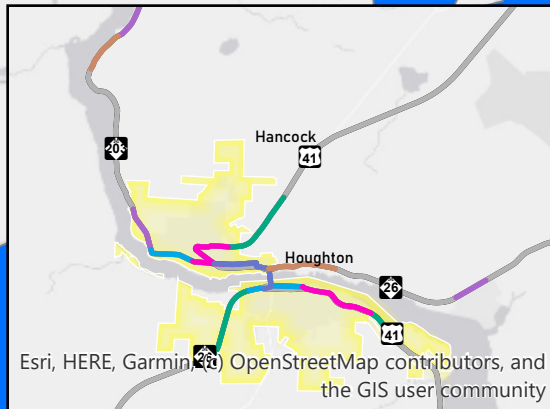 Hancock
203
41
Houghton
26
41
26
Esri, HERE, Garmin, (c) OpenStreetMap contributors, and
the GIS user community